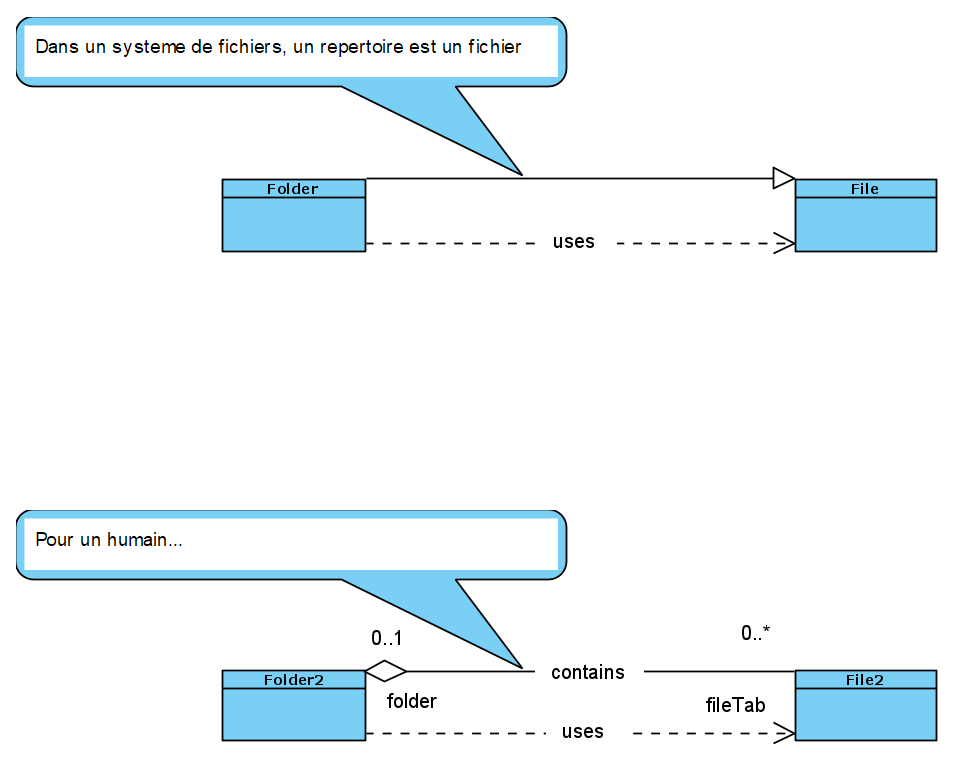 Dans un systeme de fichiers, un repertoire est un fichier
Folder
File
uses
Pour un humain...
0..1
0..*
Folder2
contains
File2
folder
fileTab
uses